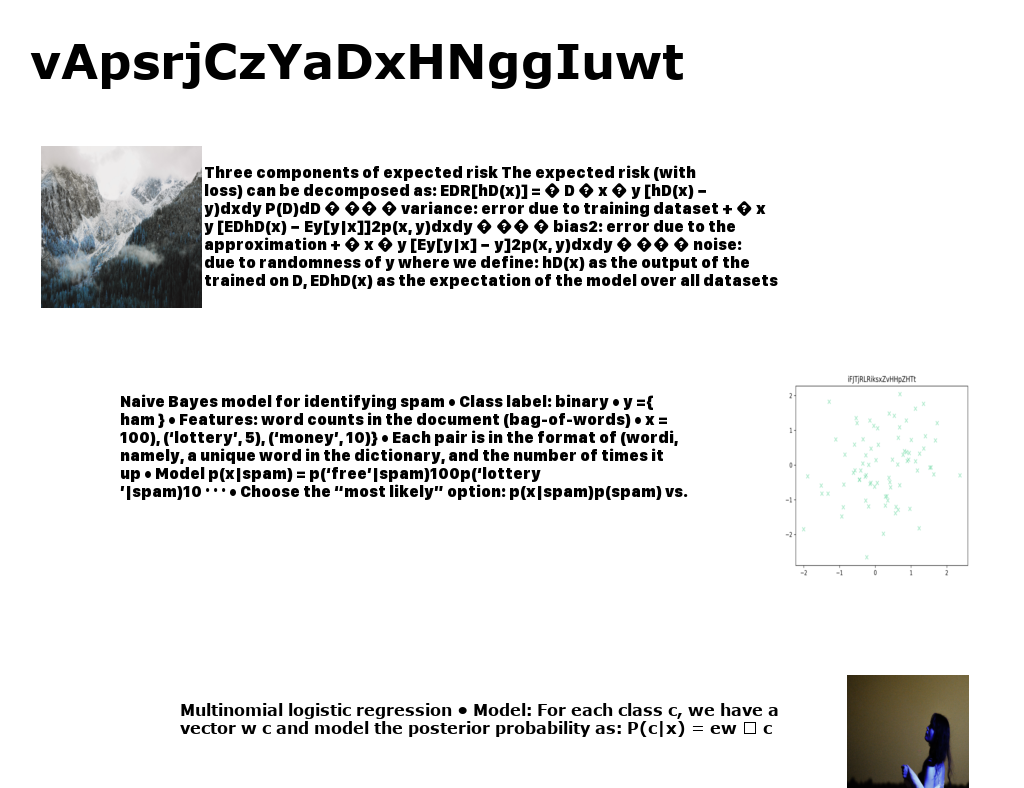 vApsrjCzYaDxHNggIuwt
Three components of expected risk The expected risk (with
loss) can be decomposed as: EDR[hD(x)] = � D � x � y [hD(x) −
y)dxdy P(D)dD � �� � variance: error due to training dataset + � x
y [EDhD(x) − Ey[y|x]]2p(x, y)dxdy � �� � bias2: error due to the
approximation + � x � y [Ey[y|x] − y]2p(x, y)dxdy � �� � noise:
due to randomness of y where we define: hD(x) as the output of the
trained on D, EDhD(x) as the expectation of the model over all datasets
Naive Bayes model for identifying spam • Class label: binary • y ={
ham } • Features: word counts in the document (bag-of-words) • x =
100), (‘lottery’, 5), (‘money’, 10)} • Each pair is in the format of (wordi,
namely, a unique word in the dictionary, and the number of times it
up • Model p(x|spam) = p(‘free’|spam)100p(‘lottery
’|spam)10 · · · • Choose the “most likely” option: p(x|spam)p(spam) vs.
iFJTjRLRiksxZvHHpZHTt
2
1
0
−1
−2
−2 −1 0 1 2
Multinomial logistic regression • Model: For each class c, we have a
vector w c and model the posterior probability as: P(c|x) = ew □ c